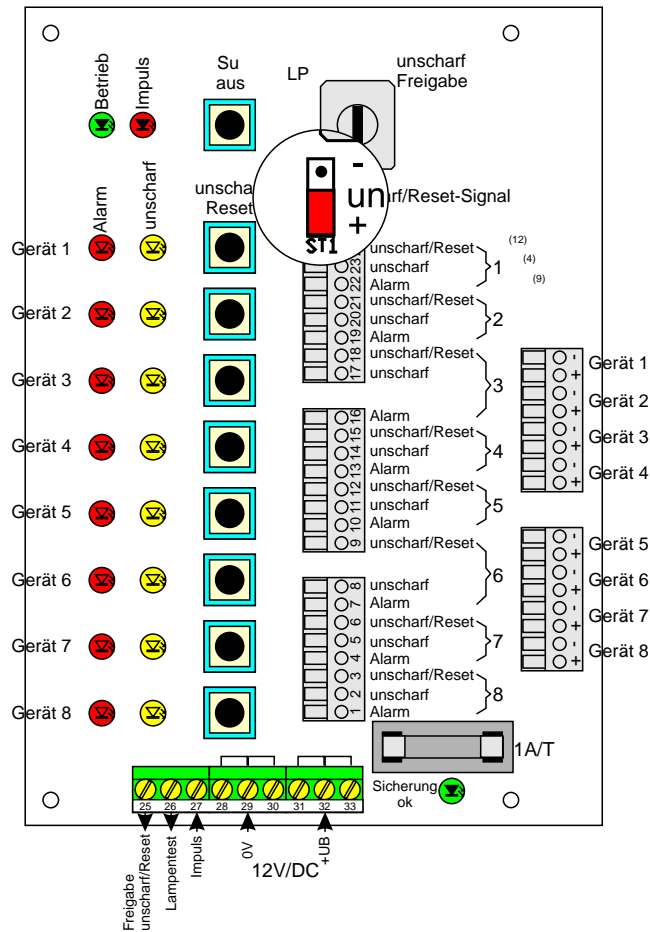 Betrieb
Impuls
Su
aus
LP
unscharf
Freigabe
Alarm
unscharf
unscha
Reset
-
un
+
ST1
arf/Reset-Signal
Gerät 1
23
22
unscharf/Reset
unscharf
Alarm
1
(12)
(4)
(9)
Gerät 2
21
20
19
unscharf/Reset
unscharf
Alarm
2
Gerät 3
18
17
16
unscharf/Reset
unscharf
Alarm
3
Gerät 4
15
14
13
unscharf/Reset
unscharf
Alarm
4
Gerät 5
12
11
10
unscharf/Reset
unscharf
Alarm
5
Gerät 6
9
8
7
unscharf/Reset
unscharf
Alarm
6
Gerät 7
6
5
4
unscharf/Reset
unscharf
Alarm
7
Gerät 8
3
2
1
unscharf/Reset
unscharf
Alarm
8
- + Gerät 1
- + Gerät 2
- + Gerät 3
- + Gerät 4
- + Gerät 5
- + Gerät 6
- + Gerät 7
- + Gerät 8
1A/T
Sicherung
ok
25 26 27 28 29 30 31 32 33
Freigabe
unscharf/Reset
Lampentest
Impuls
0V
12V/DC
+UB